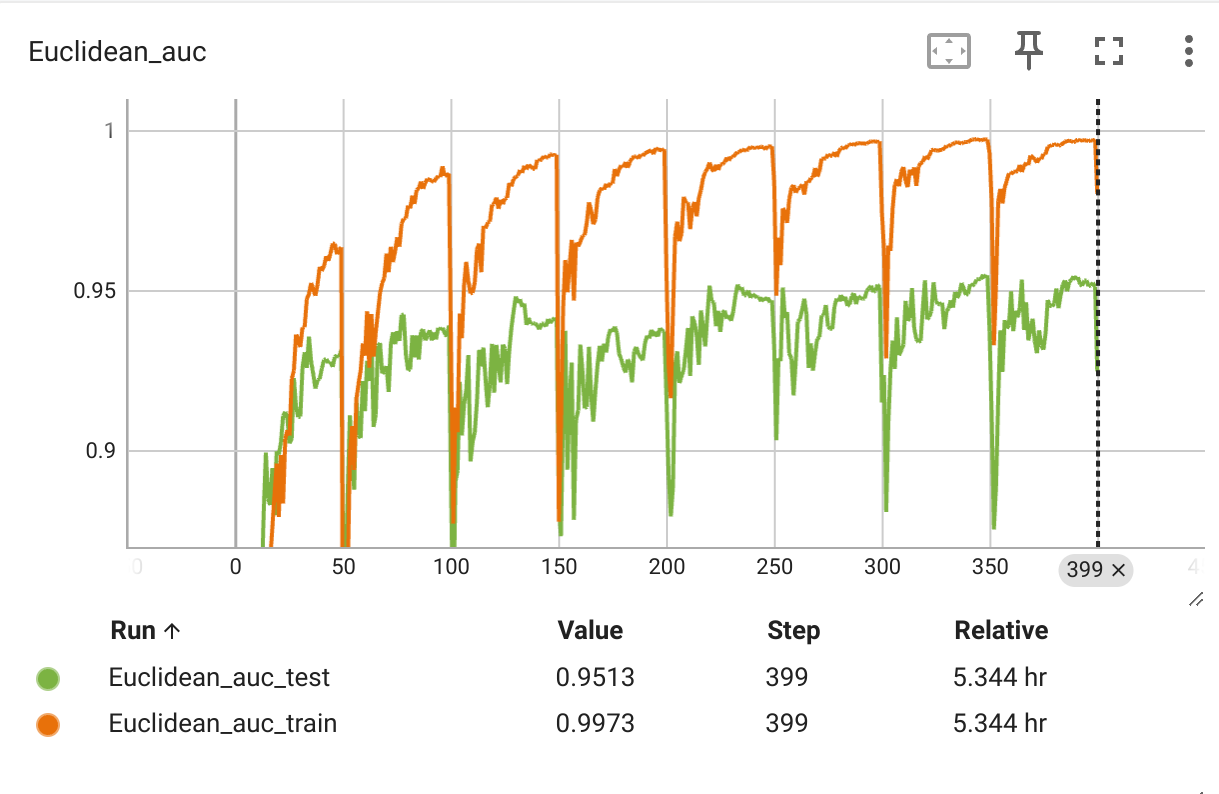 Euclidean_auc
1
0.95
0.9
0 0 50 100 150 200 250 300 350 399 × 4
Run ↑ Value Step Relative
Euclidean_auc_test 0.9513 399 5.344 hr
Euclidean_auc_train 0.9973 399 5.344 hr